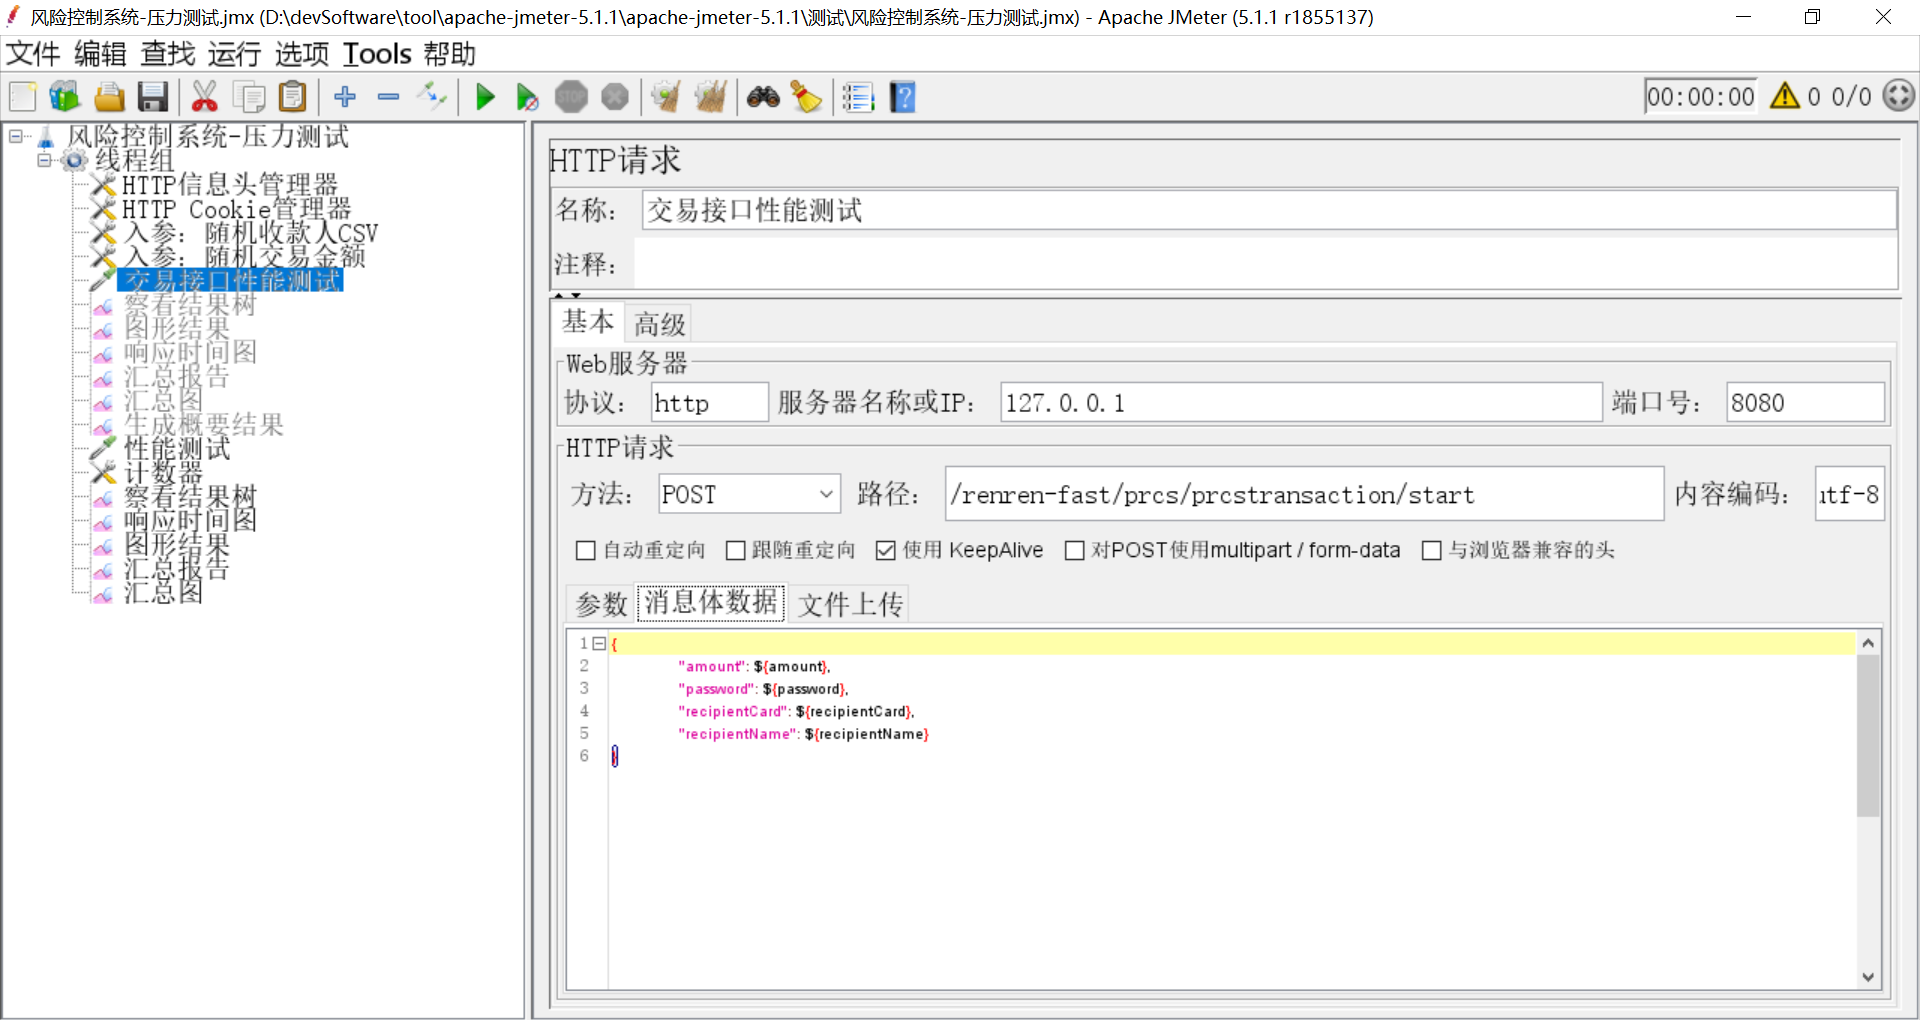 风险控制系统-压力测试.jmx (D:\devSoftware\tool\apache-jmeter-5.1.1\apache-jmeter-5.1.1\测试\风险控制系统-压力测试.jmx) - Apache JMeter (5.1.1 r1855137)
文件 编辑 查找 运行 选项 Tools 帮助
STOP
00:00:00 0 0/0
风险控制系统-压力测试
线程组
HTTP信息头管理器
HTTP Cookie管理器
入参: 随机收款人CSV
入参: 随机交易金额
交易接口性能测试
察看结果树
图形结果
响应时间图
汇总报告
汇总图
生成概要结果
性能测试
计数器
察看结果树
响应时间图
图形结果
汇总报告
汇总图
HTTP请求
名称: 交易接口性能测试
注释:
基本 高级
Web服务器
协议: http 服务器名称或IP: 127.0.0.1 端口号: 8080
HTTP请求
方法: POST 路径: /renren-fast/prcs/prcstransaction/start 内容编码: utf-8
自动重定向 跟随重定向 使用 KeepAlive 对POST使用multipart / form-data 与浏览器兼容的头
参数 消息体数据 文件上传
1 {
2 "amount": ${amount},
3 "password": ${password},
4 "recipientCard": ${recipientCard},
5 "recipientName": ${recipientName}
6 }